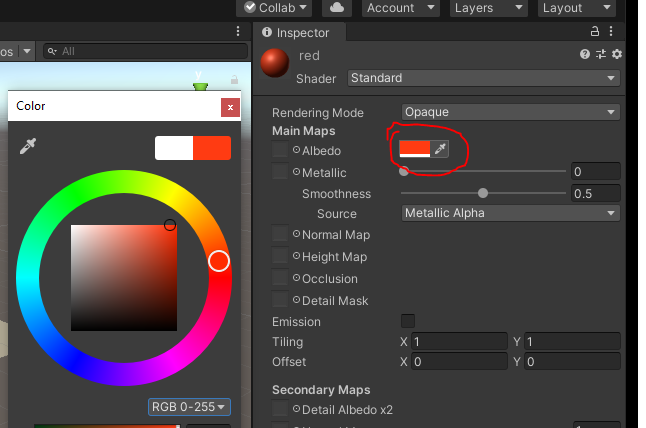 Collab
Account
Layers
Layout
Inspector
os
All
red
Shader
Standard
Color
x
Rendering Mode
Opaque
Main Maps
Albedo
Metallic
0
Smoothness
0.5
Source
Metallic Alpha
Normal Map
Height Map
Occlusion
Detail Mask
Emission
Tiling
X 1
Y 1
Offset
X 0
Y 0
RGB 0-255
Secondary Maps
Detail Albedo x2